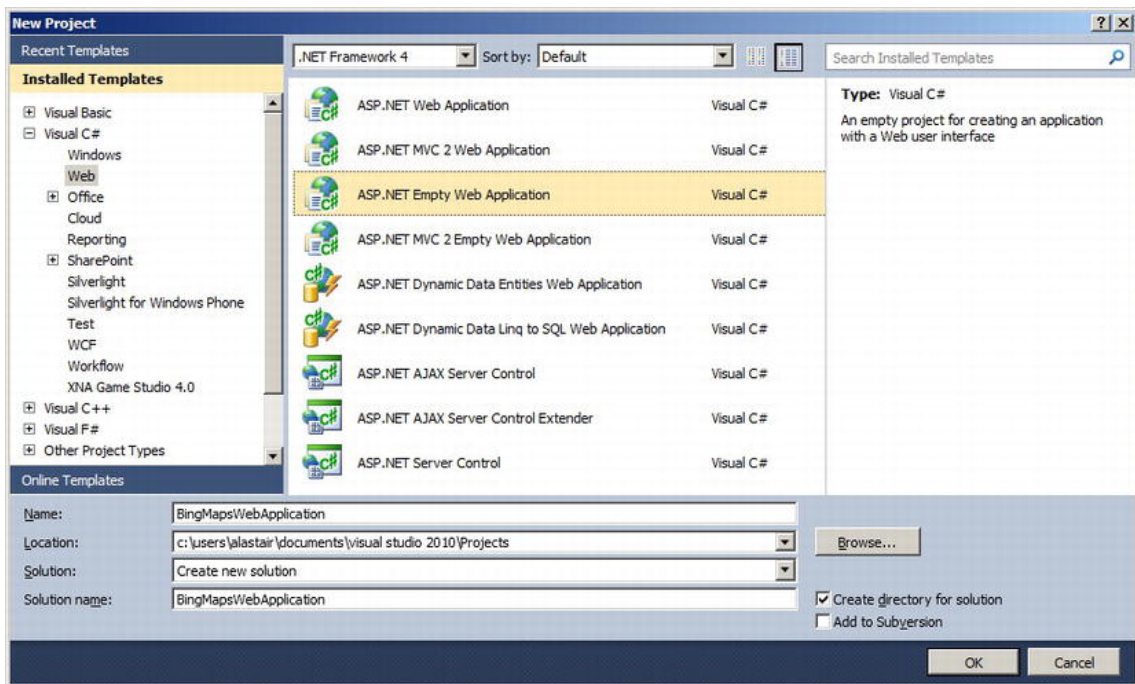 New Project
Recent Templates
Installed Templates
Visual Basic
Visual C#
Windows
Web
Office
Cloud
Reporting
SharePoint
Silverlight
Silverlight for Windows Phone
Test
WCF
Workflow
XNA Game Studio 4.0
Visual C++
Visual F#
Other Project Types
Online Templates
.NET Framework 4 Sort by: Default
ASP.NET Web Application Visual C#
ASP.NET MVC 2 Web Application Visual C#
ASP.NET Empty Web Application Visual C#
ASP.NET MVC 2 Empty Web Application Visual C#
ASP.NET Dynamic Data Entities Web Application Visual C#
ASP.NET Dynamic Data Linq to SQL Web Application Visual C#
ASP.NET AJAX Server Control Visual C#
ASP.NET AJAX Server Control Extender Visual C#
ASP.NET Server Control Visual C#
Search Installed Templates
Type: Visual C#
An empty project for creating an application
with a Web user interface
Name: BingMapsWebApplication
Location: c:\users\alastair\documents\visual studio 2010\Projects
Browse...
Solution: Create new solution
Solution name: BingMapsWebApplication
Create directory for solution
Add to Subversion
OK Cancel